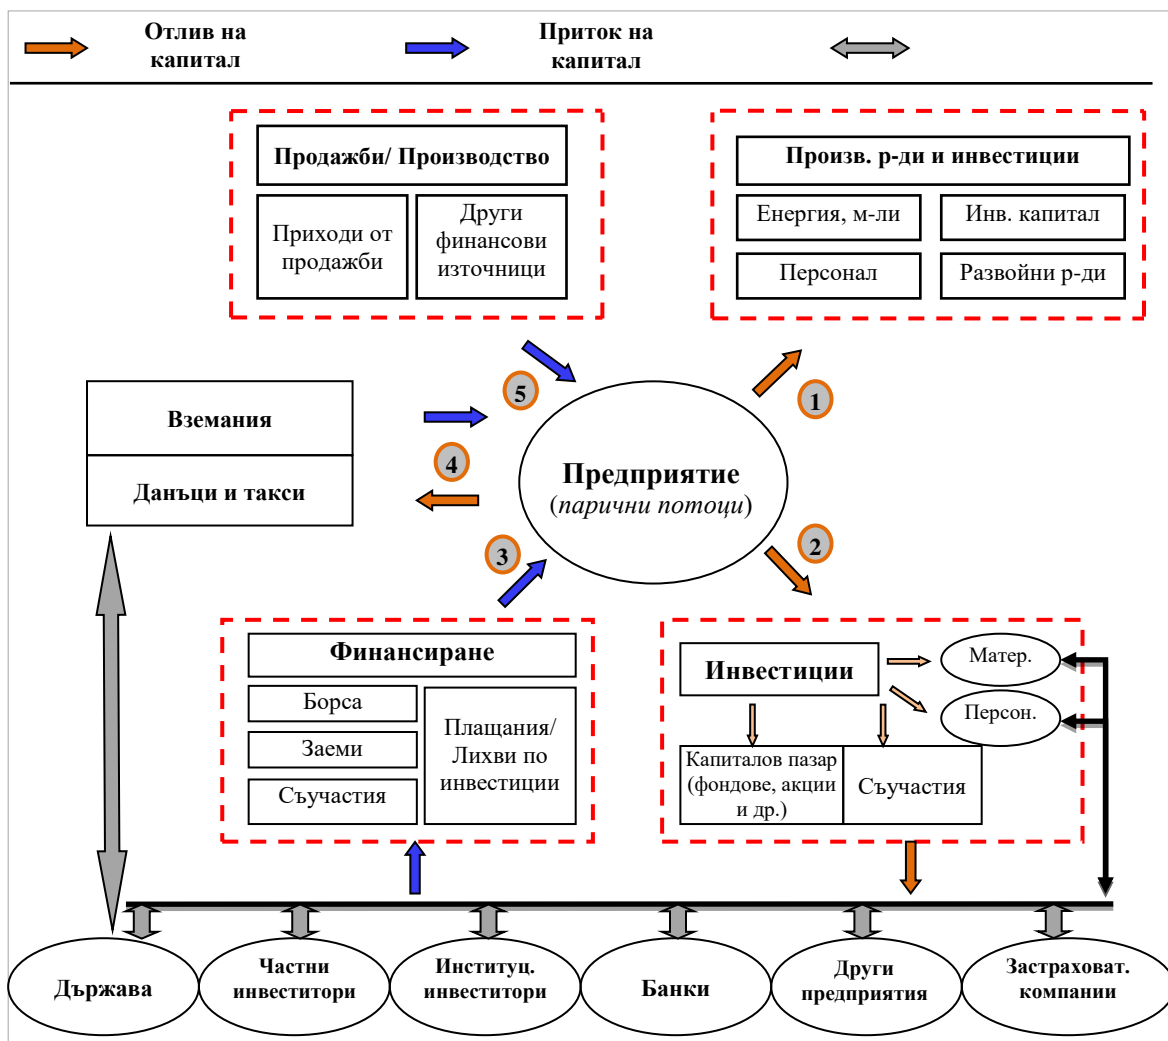 Отлив на
капитал
Приток на
капитал
Продажби/ Производство
Приходи от
продажби
Други
финансови
източници
Произв. р-ди и инвестиции
Енергия, м-ли
Инв. капитал
Персонал
Развойни р-ди
5
1
Вземания
Данъци и такси
4
Предприятие
(парични потоци)
3
2
Финансиране
Борса
Заеми
Съучастия
Плащания/
Лихви по
инвестиции
Инвестиции
Матер.
Персон.
Капиталов пазар
(фондове, акции
и др.)
Съучастия
Държава
Частни
инвеститори
Институц.
инвеститори
Банки
Други
предприятия
Застраховат.
компании